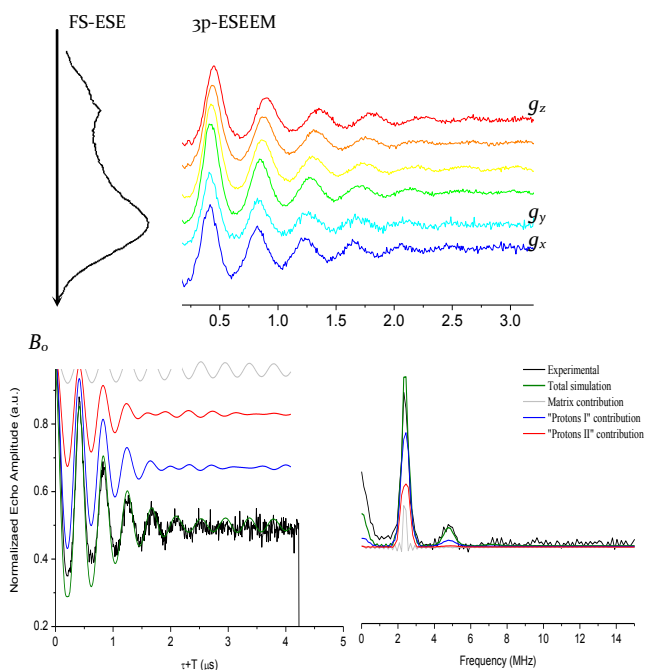 FS-ESE
3p-ESEEM
gz
gy
gx
0.5 1.0 1.5 2.0 2.5 3.0
Bo
Normalizaed Echo Amplitude (a.u.)
0.8
0.6
0.4
0.2
0 1 2 3 4 5
τ+T (μs)
Experimental
Total simulation
Matrix contribution
"Protons I" contribution
"Protons II" contribution
0 2 4 6 8 10 12 14
Frequency (MHz)